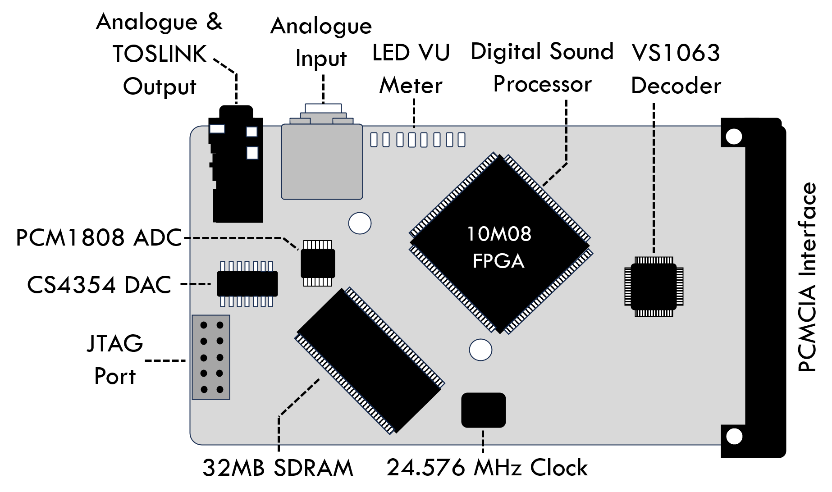 Analogue &
TOSLINK
Output
Analogue
Input
LED VU
Meter
Digital Sound
Processor
VS1063
Decoder
10M08
FPGA
PCM1808 ADC
CS4354 DAC
JTAG
Port
PCMCIA Interface
32MB SDRAM
24.576 MHz Clock